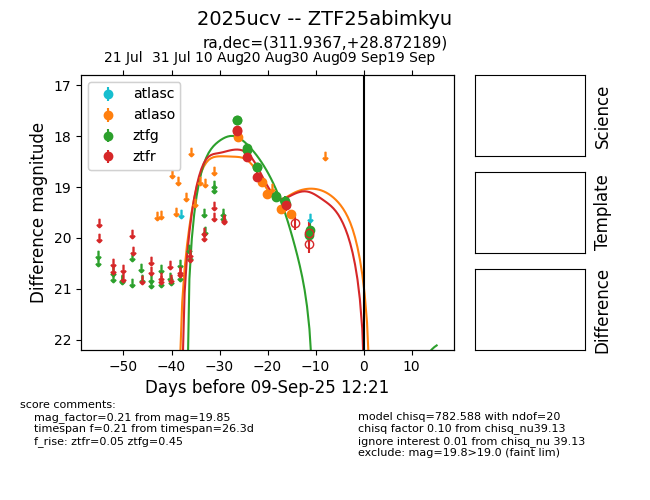 2025ucv -- ZTF25abimkyu
ra,dec=(311.9367,+28.872189)
21 Jul 31 Jul 10 Aug 20 Aug 30 Aug 09 Sep 19 Sep
17
18
19
20
21
22
Difference magnitude
atlasc
atlaso
ztfg
ztfr
−50 −40 −30 −20 −10 0 10
Days before 09-Sep-25 12:21
Science
Template
Difference
score comments:
mag_factor=0.21 from mag=19.85
timespan f=0.21 from timespan=26.3d
f_rise: ztfr=0.05 ztfg=0.45
model chisq=782.588 with ndof=20
chisq factor 0.10 from chisq_nu39.13
ignore interest 0.01 from chisq_nu 39.13
exclude: mag=19.8>19.0 (faint lim)